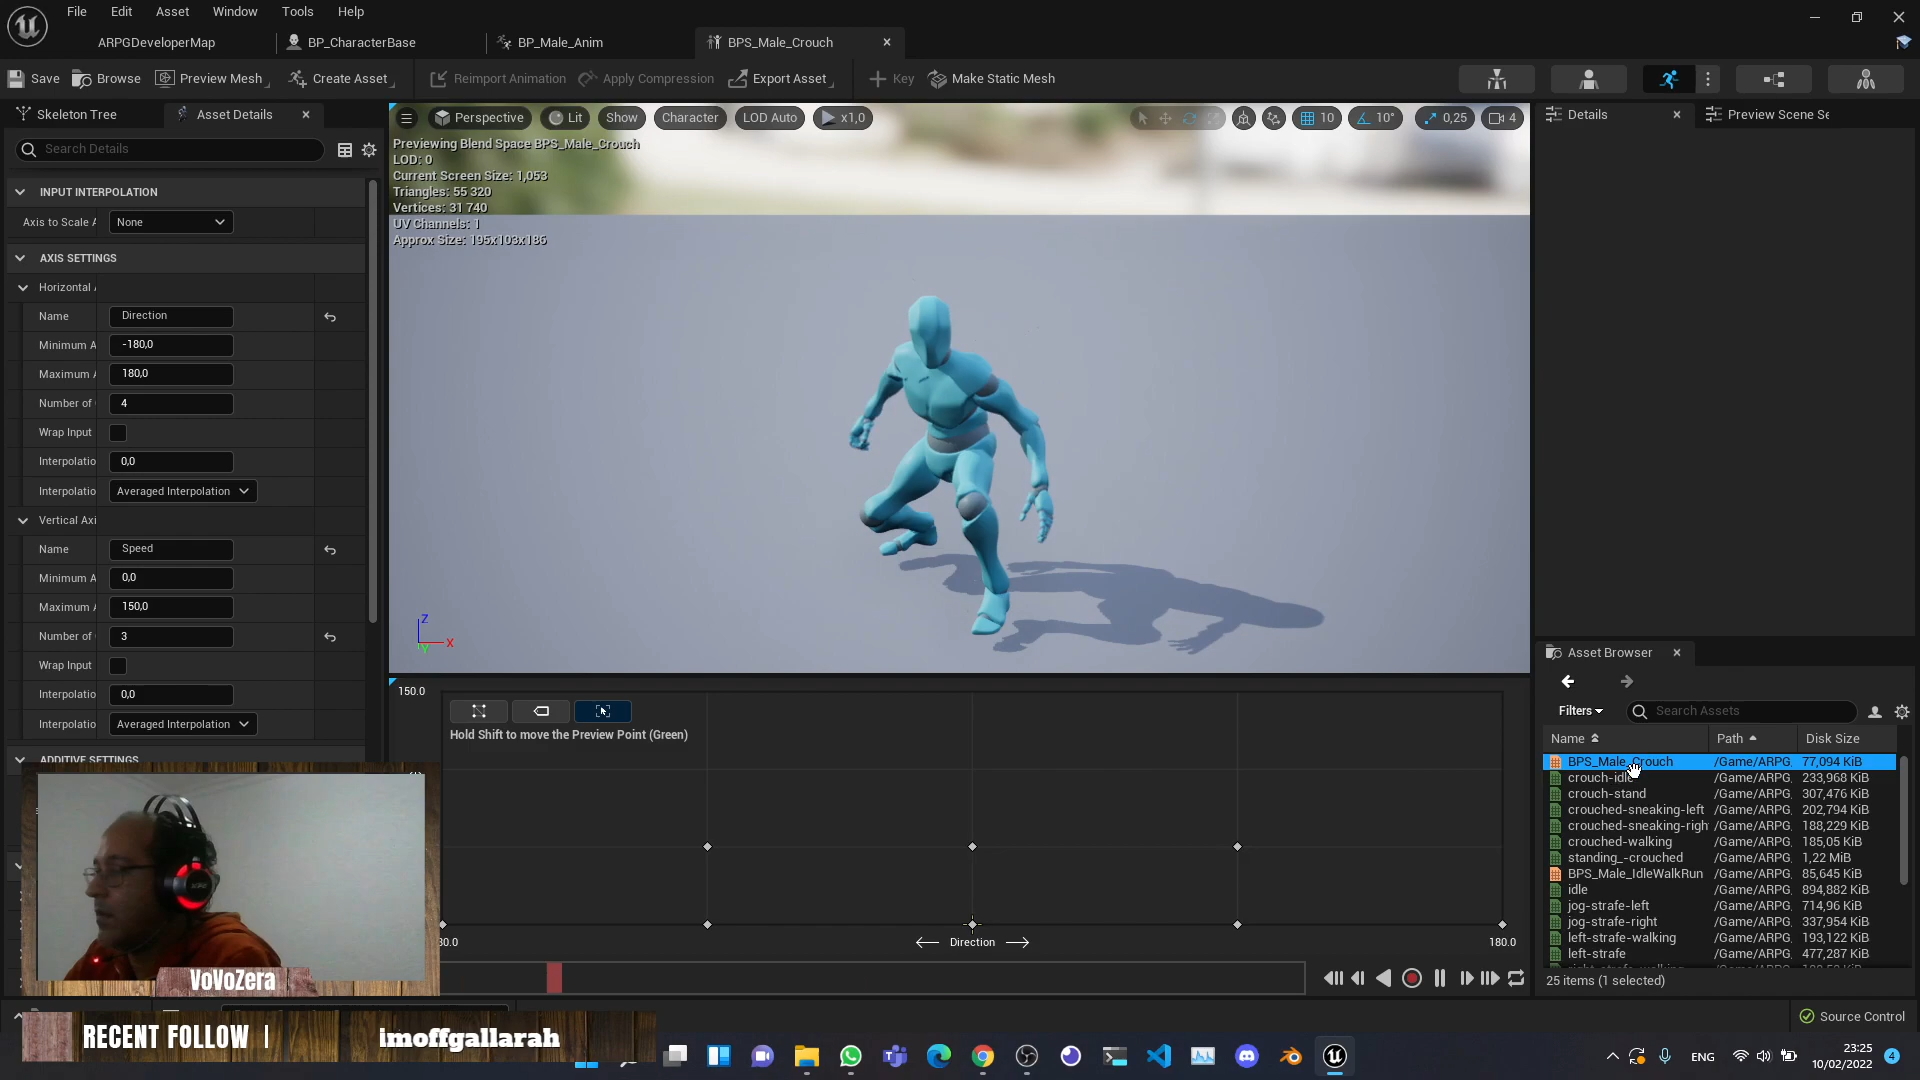 File Edit Asset Window Tools Help
ARPGDeveloperMap BP_CharacterBase BP_Male_Anim BPS_Male_Crouch
Save Browse Preview Mesh Create Asset Reimport Animation Apply Compression Export Asset Key Make Static Mesh
Skeleton Tree Asset Details
Search Details
INPUT INTERPOLATION
Axis to Scale A None
AXIS SETTINGS
Horizontal A
Name Direction
Minimum A -180,0
Maximum A 180,0
Number of 4
Wrap Input
Interpolatio 0,0
Interpolatio Averaged Interpolation
Vertical Axi
Name Speed
Minimum A 0,0
Maximum A 150,0
Number of 3
Wrap Input
Interpolatio 0,0
Interpolatio Averaged Interpolation
ADDITIVE SETTINGS
Perspective Lit Show Character LOD Auto x1,0 10 10° 0,25 4
Previewing Blend Space BPS_Male_Crouch
LOD: 0
Current Screen Size: 1,053
Triangles: 55 320
Vertices: 31 740
UV Channels: 1
Approx Size: 195x103x186
Z
X
Y
150.0
Hold Shift to move the Preview Point (Green)
80.0 Direction 180.0
Details Preview Scene Se
Asset Browser
Filters Search Assets
Name Path Disk Size
BPS_Male_Crouch /Game/ARPG, 77,094 KiB
crouch-idle /Game/ARPG, 233,968 KiB
crouch-stand /Game/ARPG, 307,476 KiB
crouched-sneaking-left /Game/ARPG, 202,794 KiB
crouched-sneaking-righ /Game/ARPG, 188,229 KiB
crouched-walking /Game/ARPG, 185,05 KiB
standing_-crouched /Game/ARPG, 1,22 MiB
BPS_Male_IdleWalkRun /Game/ARPG, 85,645 KiB
idle /Game/ARPG, 894,882 KiB
jog-strafe-left /Game/ARPG, 714,96 KiB
jog-strafe-right /Game/ARPG, 337,954 KiB
left-strafe-walking /Game/ARPG, 193,122 KiB
left-strafe /Game/ARPG, 477,287 KiB
25 items (1 selected)
Source Control
VoVoZera
RECENT FOLLOW | imoffgallarah
ENG
23:25
10/02/2022
4